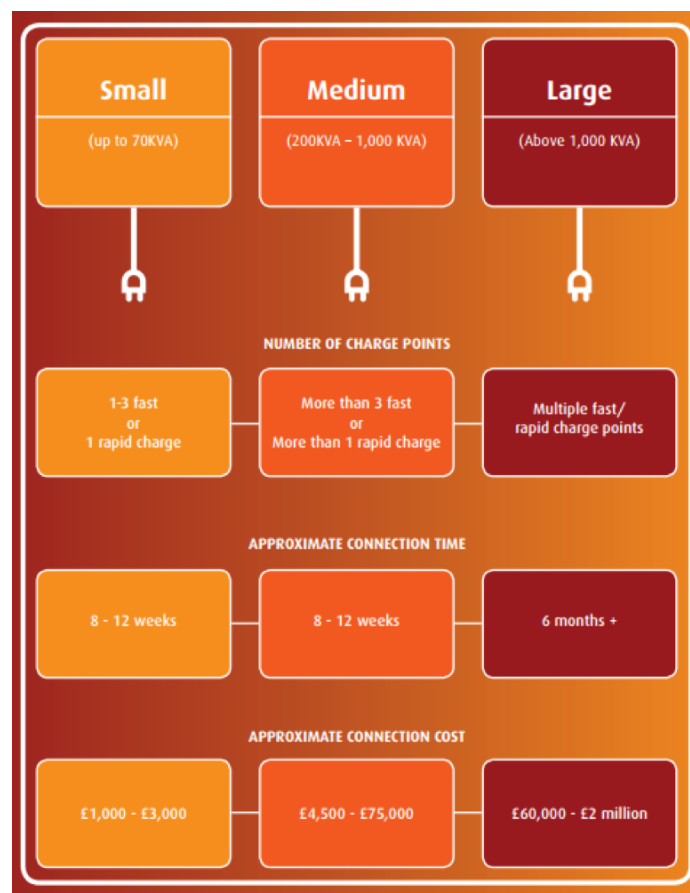 Small
Medium
Large
(up to 70KVA)
(200KVA – 1,000 KVA)
(Above 1,000 KVA)
NUMBER OF CHARGE POINTS
1-3 fast
or
1 rapid charge
More than 3 fast
or
More than 1 rapid charge
Multiple fast/
rapid charge points
APPROXIMATE CONNECTION TIME
8 - 12 weeks
8 - 12 weeks
6 months +
APPROXIMATE CONNECTION COST
£1,000 - £3,000
£4,500 - £75,000
£60,000 - £2 million